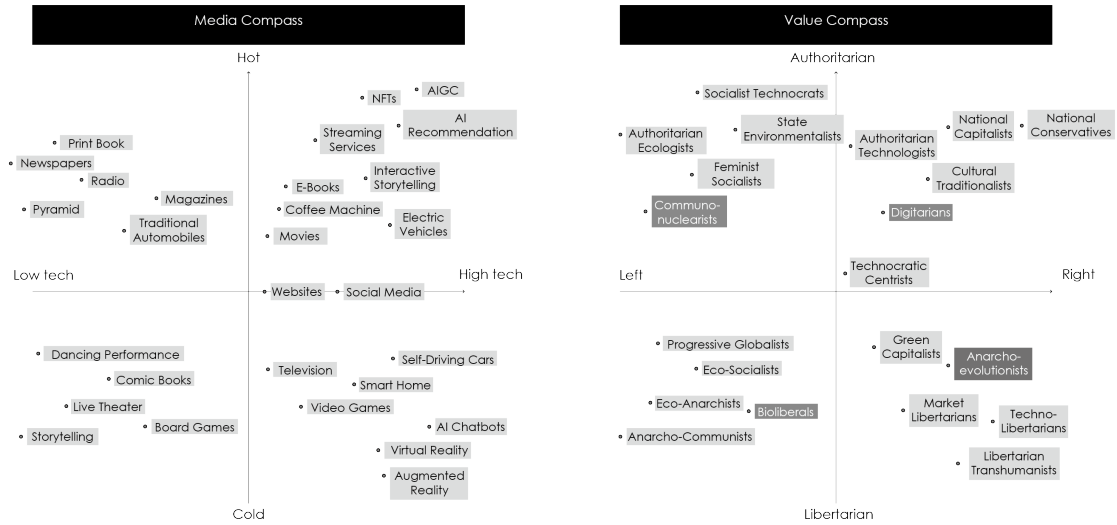 Media Compass
Hot
NFTs
AIGC
AI
Recommendation
Streaming
Services
Print Book
Newspapers
Radio
Interactive
Storytelling
E-Books
Magazines
Pyramid
Coffee Machine
Traditional
Automobiles
Electric
Vehicles
Movies
Low tech
High tech
Websites
Social Media
Dancing Performance
Self-Driving Cars
Television
Comic Books
Smart Home
Live Theater
Video Games
Board Games
AI Chatbots
Storytelling
Virtual Reality
Augmented
Reality
Cold
Value Compass
Authoritarian
Socialist Technocrats
State
Environmentalists
National
Capitalists
National
Conservatives
Authoritarian
Ecologists
Authoritarian
Technologists
Feminist
Socialists
Cultural
Traditionalists
Communo-
nuclearists
Digitarians
Technocratic
Centrists
Left
Right
Progressive Globalists
Green
Capitalists
Anarcho-
evolutionists
Eco-Socialists
Eco-Anarchists
Bioliberals
Market
Libertarians
Techno-
Libertarians
Anarcho-Communists
Libertarian
Transhumanists
Libertarian